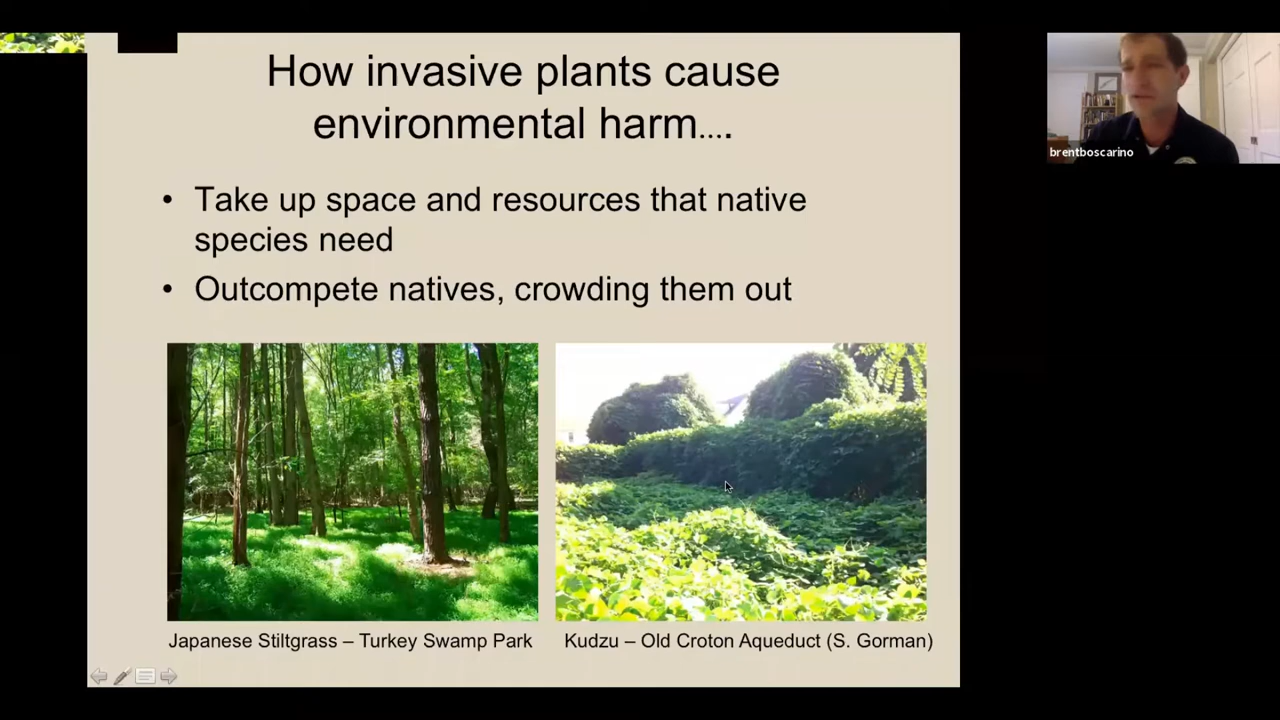 How invasive plants cause
environmental harm....
• Take up space and resources that native
species need
• Outcompete natives, crowding them out
Japanese Stiltgrass – Turkey Swamp Park
Kudzu – Old Croton Aqueduct (S. Gorman)
brentboscarino